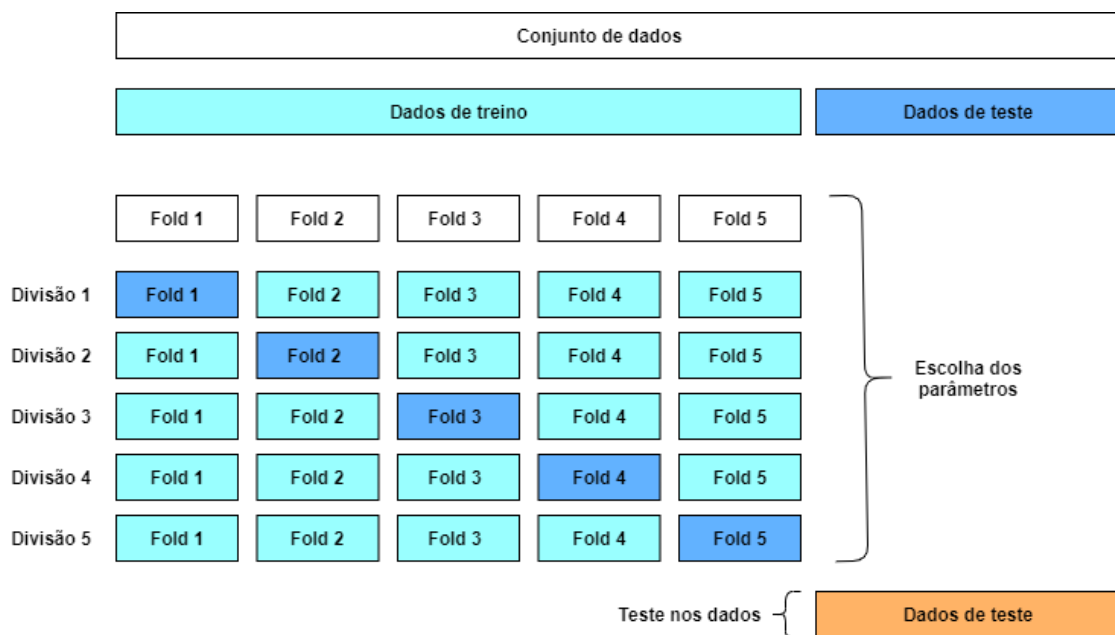 Conjunto de dados
Dados de treino Dados de teste
Fold 1 Fold 2 Fold 3 Fold 4 Fold 5
Divisão 1 Fold 1 Fold 2 Fold 3 Fold 4 Fold 5
Divisão 2 Fold 1 Fold 2 Fold 3 Fold 4 Fold 5
Divisão 3 Fold 1 Fold 2 Fold 3 Fold 4 Fold 5
Divisão 4 Fold 1 Fold 2 Fold 3 Fold 4 Fold 5
Divisão 5 Fold 1 Fold 2 Fold 3 Fold 4 Fold 5
Escolha dos
parâmetros
Teste nos dados Dados de teste